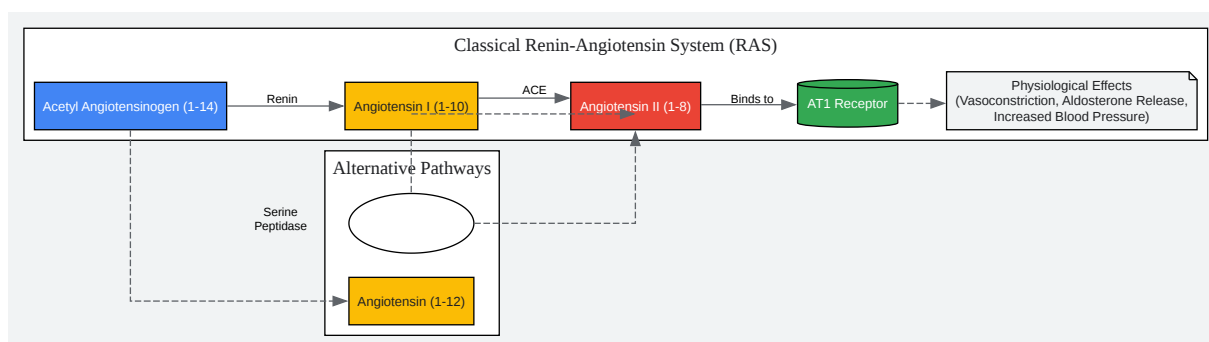 Classical Renin-Angiotensin System (RAS)
Acetyl Angiotensinogen (1-14)
Renin
Angiotensin I (1-10)
ACE
Angiotensin II (1-8)
Binds to
AT1 Receptor
Physiological Effects
(Vasoconstriction, Aldosterone Release,
Increased Blood Pressure)
Alternative Pathways
Serine
Peptidase
Angiotensin (1-12)